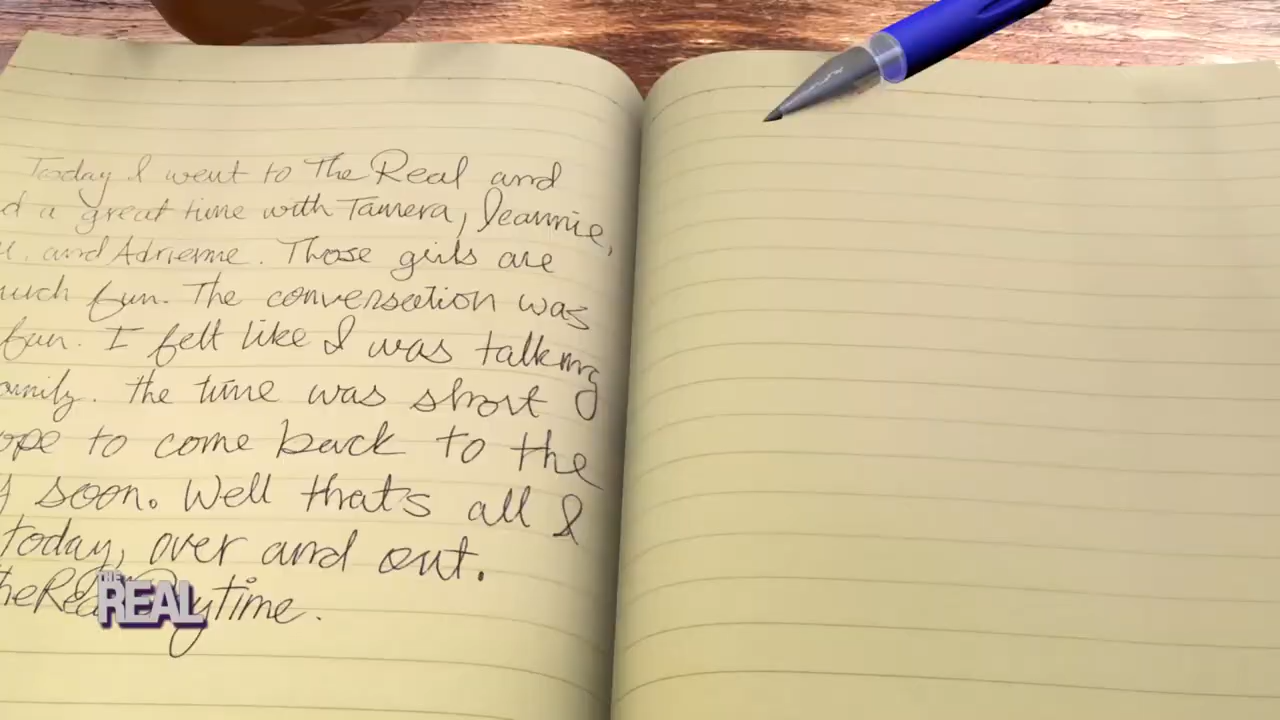 Today I went to The Real and
a great time with Tamera, Jeannie,
and Adrienne. Those girls are
fun. The conversation was
fun. I felt like I was talking
the time was short
to come back to the
soon. Well that's all I
today, over and out.
THE REAL